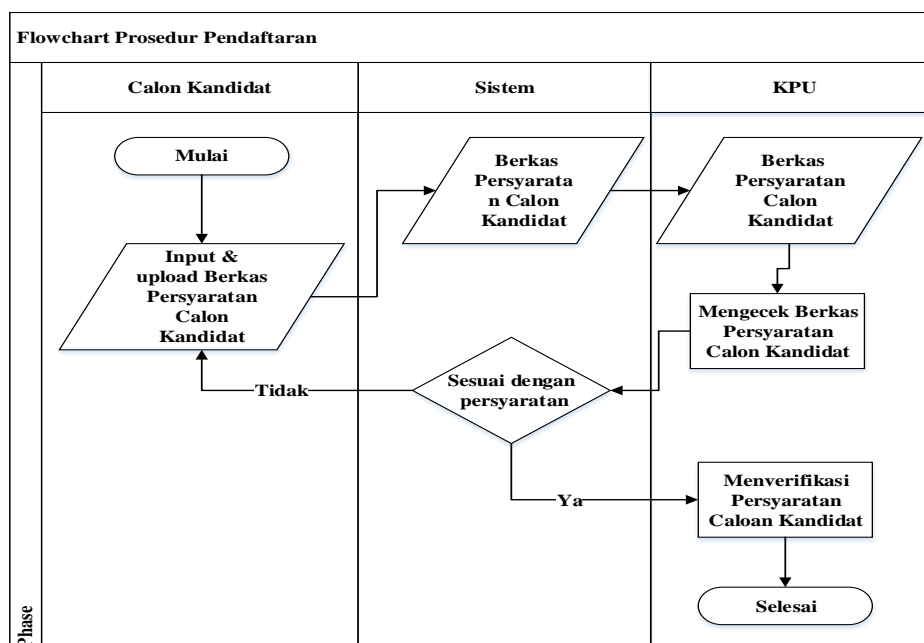 Flowchart Prosedur Pendaftaran
Calon Kandidat
Sistem
KPU
Mulai
Input &
upload Berkas
Persyaratan
Calon
Kandidat
Berkas
Persyarata
n Calon
Kandidat
Berkas
Persyaratan
Calon
Kandidat
Mengecek Berkas
Persyaratan
Calon Kandidat
Sesuai dengan
persyaratan
Tidak
Ya
Menverifikasi
Persyaratan
Caloan Kandidat
Selesai
Phase